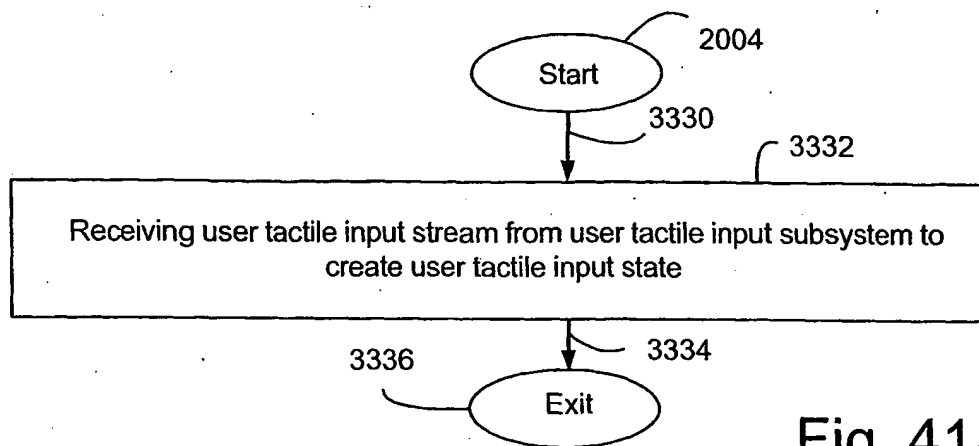 2004
Start
3330
3332
Receiving user tactile input stream from user tactile input subsystem to
create user tactile input state
3334
3336
Exit
Fig. 41